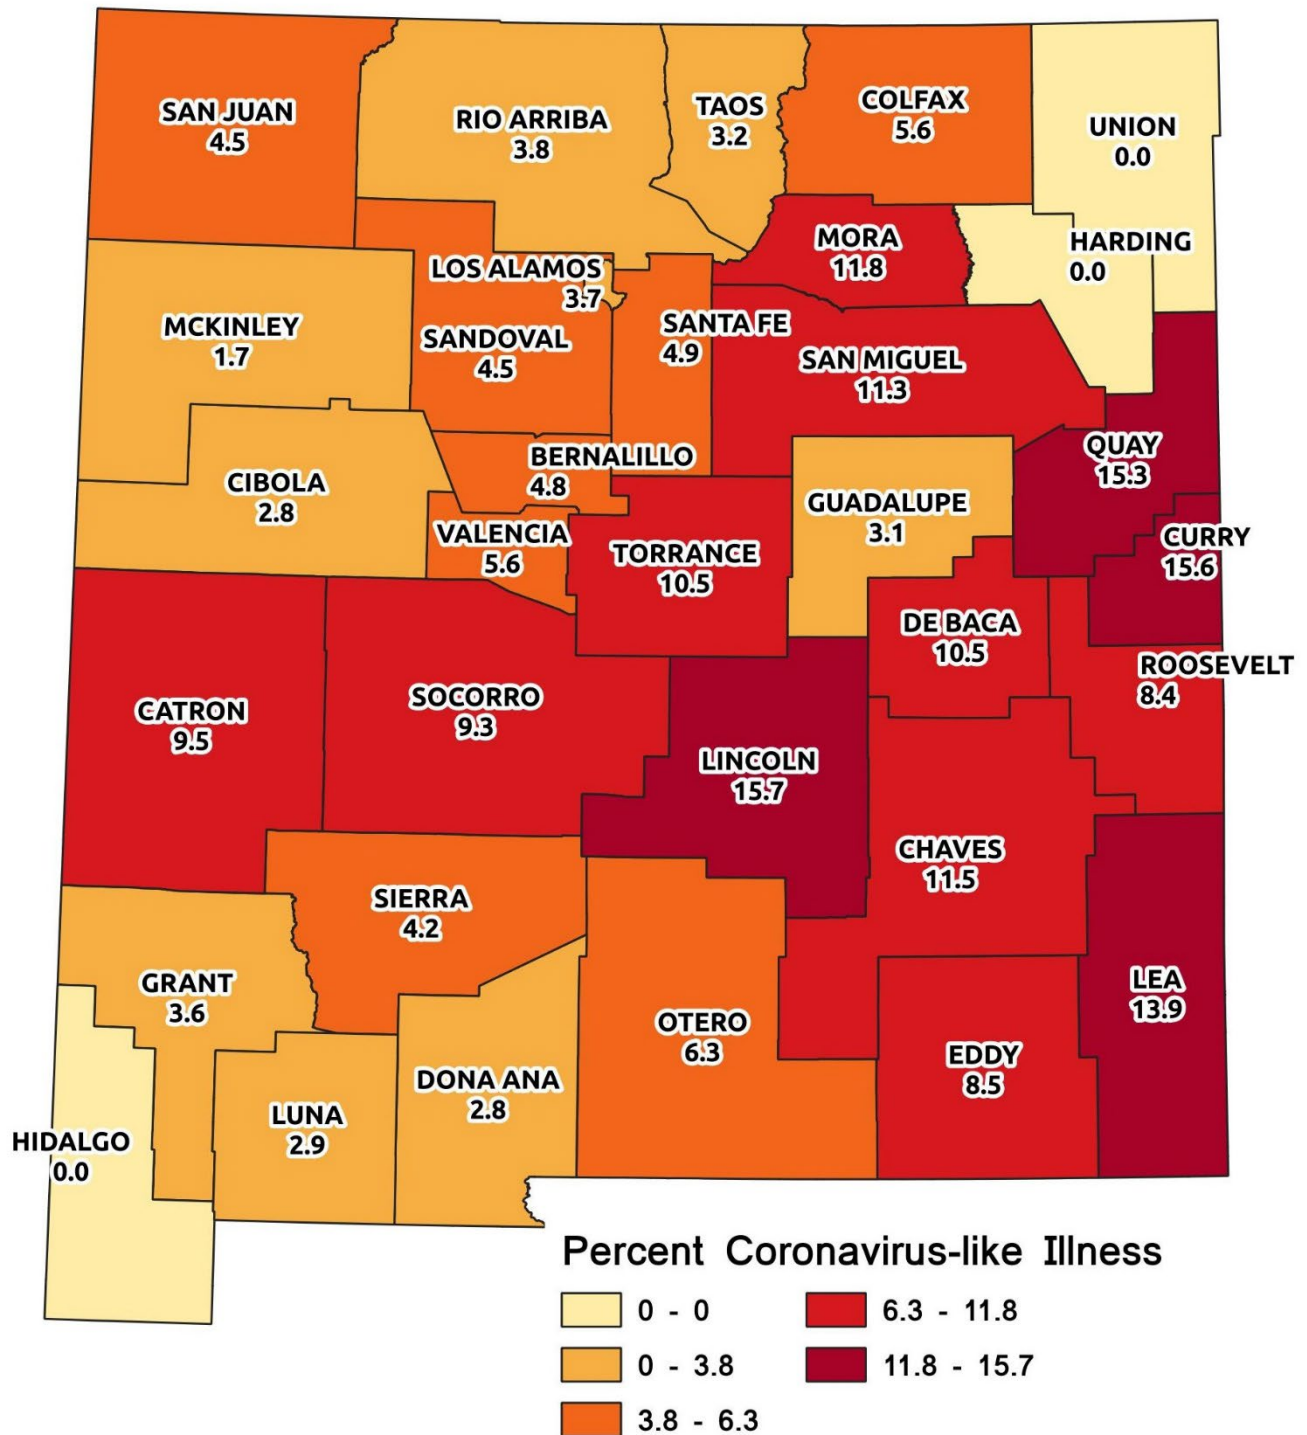 SAN JUAN
4.5
RIO ARRIBA
3.8
TAOS
3.2
COLFAX
5.6
UNION
0.0
MORA
11.8
HARDING
0.0
LOS ALAMOS
3.7
MCKINLEY
1.7
SANDOVAL
4.5
SANTA FE
4.9
SAN MIGUEL
11.3
QUAY
15.3
BERNALILLO
4.8
CIBOLA
2.8
GUADALUPE
3.1
VALENCIA
5.6
TORRANCE
10.5
CURRY
15.6
DE BACA
10.5
ROOSEVELT
8.4
CATRON
9.5
SOCORRO
9.3
LINCOLN
15.7
CHAVES
11.5
SIERRA
4.2
GRANT
3.6
LEA
13.9
OTERO
6.3
EDDY
8.5
DONA ANA
2.8
LUNA
2.9
HIDALGO
0.0
Percent Coronavirus-like Illness
0 - 0
0 - 3.8
3.8 - 6.3
6.3 - 11.8
11.8 - 15.7